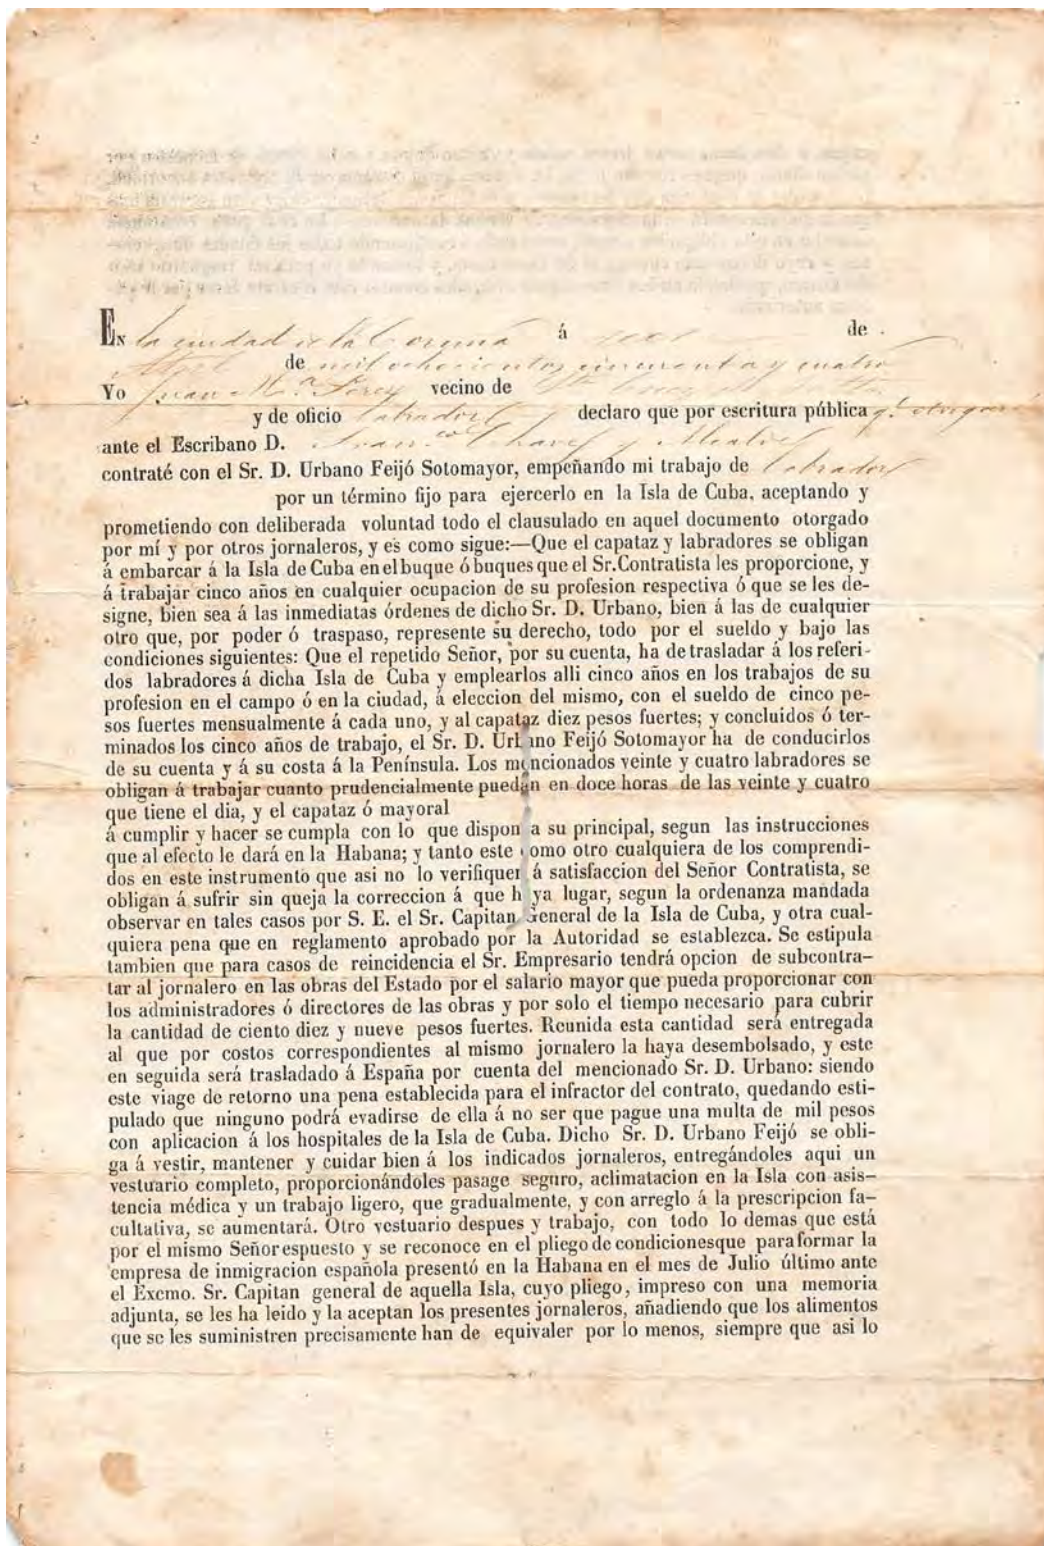 En la ciudad de la Coruña á seis de
de mil ochocientos cincuenta y cuatro
Yo Juan M.ª Perez vecino de
y de oficio labrador y declaro que por escritura pública q.e otorgué
ante el Escribano D.
contraté con el Sr. D. Urbano Feijó Sotomayor, empeñando mi trabajo de labrador
por un término fijo para ejercerlo en la Isla de Cuba, aceptando y
prometiendo con deliberada voluntad todo el clausulado en aquel documento otorgado
por mí y por otros jornaleros, y es como sigue:—Que el capataz y labradores se obligan
á embarcar á la Isla de Cuba en el buque ó buques que el Sr. Contratista les proporcione, y
á trabajar cinco años en cualquier ocupacion de su profesion respectiva ó que se les de-
signe, bien sea á las inmediatas órdenes de dicho Sr. D. Urbano, bien á las de cualquier
otro que, por poder ó traspaso, represente su derecho, todo por el sueldo y bajo las
condiciones siguientes: Que el repetido Señor, por su cuenta, ha de trasladar á los referi-
dos labradores á dicha Isla de Cuba y emplearlos alli cinco años en los trabajos de su
profesion en el campo ó en la ciudad, á eleccion del mismo, con el sueldo de cinco pe-
sos fuertes mensualmente á cada uno, y al capataz diez pesos fuertes; y concluidos ó ter-
minados los cinco años de trabajo, el Sr. D. Urbano Feijó Sotomayor ha de conducirlos
de su cuenta y á su costa á la Península. Los mencionados veinte y cuatro labradores se
obligan á trabajar cuanto prudencialmente puedan en doce horas de las veinte y cuatro
que tiene el dia, y el capataz ó mayoral
á cumplir y hacer se cumpla con lo que disponga su principal, segun las instrucciones
que al efecto le dará en la Habana; y tanto este como otro cualquiera de los comprendi-
dos en este instrumento que asi no lo verifiquen á satisfaccion del Señor Contratista, se
obligan á sufrir sin queja la correccion á que haya lugar, segun la ordenanza mandada
observar en tales casos por S. E. el Sr. Capitan General de la Isla de Cuba, y otra cual-
quiera pena que en reglamento aprobado por la Autoridad se establezca. Se estipula
tambien que para casos de reincidencia el Sr. Empresario tendrá opcion de subcontra-
tar al jornalero en las obras del Estado por el salario mayor que pueda proporcionar con
los administradores ó directores de las obras y por solo el tiempo necesario para cubrir
la cantidad de ciento diez y nueve pesos fuertes. Reunida esta cantidad será entregada
al que por costos correspondientes al mismo jornalero la haya desembolsado, y este
en seguida será trasladado á España por cuenta del mencionado Sr. D. Urbano: siendo
este viage de retorno una pena establecida para el infractor del contrato, quedando esti-
pulado que ninguno podrá evadirse de ella á no ser que pague una multa de mil pesos
con aplicacion á los hospitales de la Isla de Cuba. Dicho Sr. D. Urbano Feijó se obli-
ga á vestir, mantener y cuidar bien á los indicados jornaleros, entregándoles aqui un
vestuario completo, proporcionándoles pasage seguro, aclimatacion en la Isla con asis-
tencia médica y un trabajo ligero, que gradualmente, y con arreglo á la prescripcion fa-
cultativa, se aumentará. Otro vestuario despues y trabajo, con todo lo demas que está
por el mismo Señor espuesto y se reconoce en el pliego de condiciones que para formar la
empresa de inmigracion española presentó en la Habana en el mes de Julio último ante
el Excmo. Sr. Capitan general de aquella Isla, cuyo pliego, impreso con una memoria
adjunta, se les ha leido y la aceptan los presentes jornaleros, añadiendo que los alimentos
que se les suministren precisamente han de equivaler por lo menos, siempre que asi lo